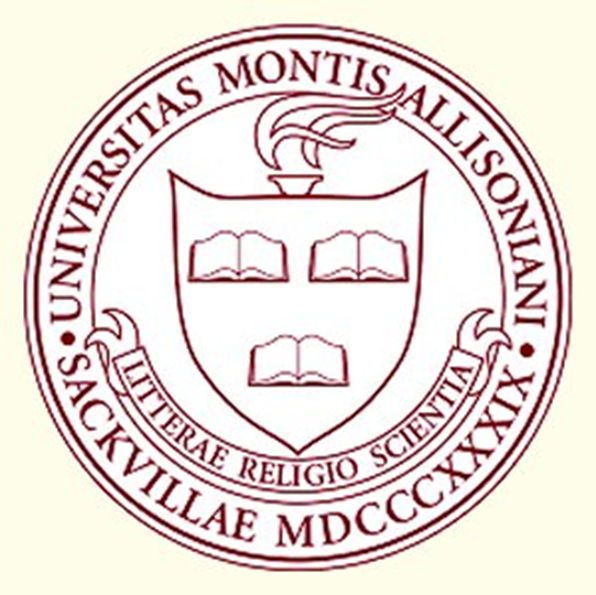 UNIVERSITAS MONTIS ALLISONIANI
LITTERAE RELIGIO SCIENTIA
SACKVILLAE MDCCCXXXIX